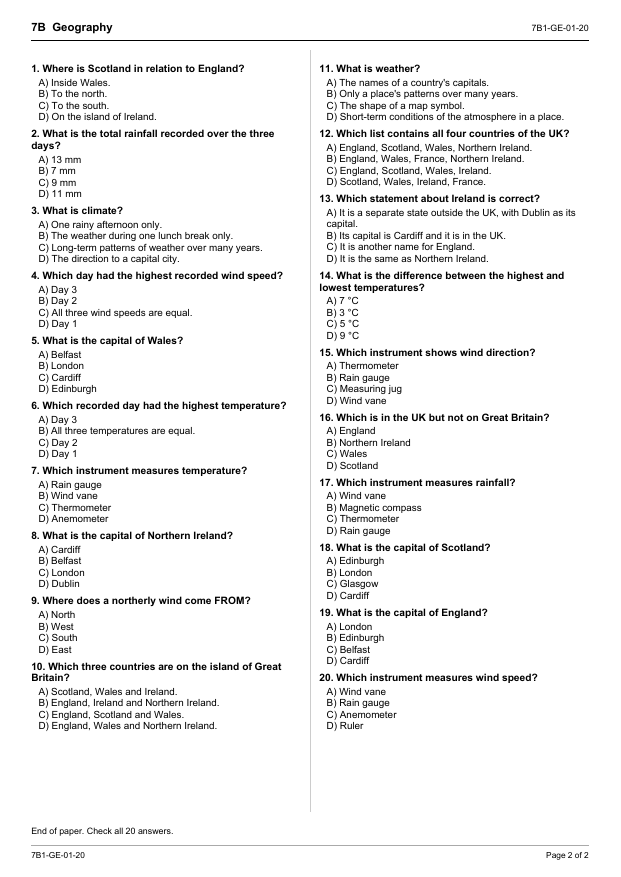 7B Geography
7B1-GE-01-20
1. Where is Scotland in relation to England?
A) Inside Wales.
B) To the north.
C) To the south.
D) On the island of Ireland.
2. What is the total rainfall recorded over the three
days?
A) 13 mm
B) 7 mm
C) 9 mm
D) 11 mm
3. What is climate?
A) One rainy afternoon only.
B) The weather during one lunch break only.
C) Long-term patterns of weather over many years.
D) The direction to a capital city.
4. Which day had the highest recorded wind speed?
A) Day 3
B) Day 2
C) All three wind speeds are equal.
D) Day 1
5. What is the capital of Wales?
A) Belfast
B) London
C) Cardiff
D) Edinburgh
6. Which recorded day had the highest temperature?
A) Day 3
B) All three temperatures are equal.
C) Day 2
D) Day 1
7. Which instrument measures temperature?
A) Rain gauge
B) Wind vane
C) Thermometer
D) Anemometer
8. What is the capital of Northern Ireland?
A) Cardiff
B) Belfast
C) London
D) Dublin
9. Where does a northerly wind come FROM?
A) North
B) West
C) South
D) East
10. Which three countries are on the island of Great
Britain?
A) Scotland, Wales and Ireland.
B) England, Ireland and Northern Ireland.
C) England, Scotland and Wales.
D) England, Wales and Northern Ireland.
11. What is weather?
A) The names of a country's capitals.
B) Only a place's patterns over many years.
C) The shape of a map symbol.
D) Short-term conditions of the atmosphere in a place.
12. Which list contains all four countries of the UK?
A) England, Scotland, Wales, Northern Ireland.
B) England, Wales, France, Northern Ireland.
C) England, Scotland, Wales, Ireland.
D) Scotland, Wales, Ireland, France.
13. Which statement about Ireland is correct?
A) It is a separate state outside the UK, with Dublin as its
capital.
B) Its capital is Cardiff and it is in the UK.
C) It is another name for England.
D) It is the same as Northern Ireland.
14. What is the difference between the highest and
lowest temperatures?
A) 7 °C
B) 3 °C
C) 5 °C
D) 9 °C
15. Which instrument shows wind direction?
A) Thermometer
B) Rain gauge
C) Measuring jug
D) Wind vane
16. Which is in the UK but not on Great Britain?
A) England
B) Northern Ireland
C) Wales
D) Scotland
17. Which instrument measures rainfall?
A) Wind vane
B) Magnetic compass
C) Thermometer
D) Rain gauge
18. What is the capital of Scotland?
A) Edinburgh
B) London
C) Glasgow
D) Cardiff
19. What is the capital of England?
A) London
B) Edinburgh
C) Belfast
D) Cardiff
20. Which instrument measures wind speed?
A) Wind vane
B) Rain gauge
C) Anemometer
D) Ruler
End of paper. Check all 20 answers.
7B1-GE-01-20
Page 2 of 2